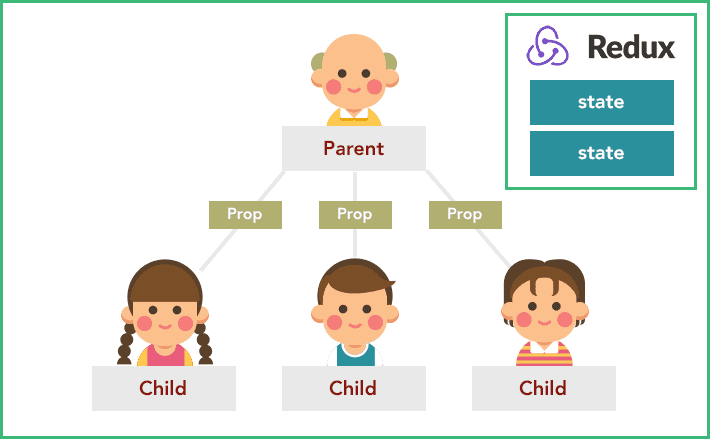 Redux
state
state
Parent
Prop
Prop
Prop
Child
Child
Child